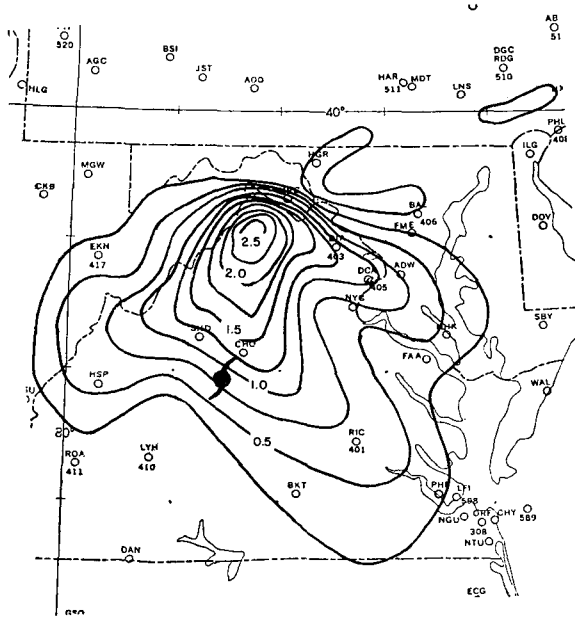 520
AGC
BSI
JST
AOO
HAR
511
MDT
LNS
DGC
RDG
510
AB
51
HLG
40°
PHL
408
ILG
MGW
CKB
HGR
BAL
406
FME
DOV
EKN
417
2.5
2.0
403
DCA
405
ADW
NYG
1.5
SHD
CHO
NHK
SBY
FAA
HSP
1.0
WAL
0.5
20°
ROA
411
LYH
410
RIC
401
BKT
PHF
LFI
598
NGU
ORF
308
CHY
589
NTU
DAN
ECG